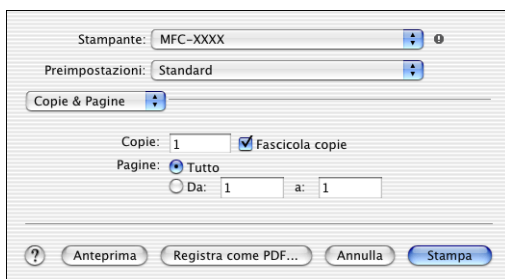 Stampante: MFC-XXXX
Preimpostazioni: Standard
Copie & Pagine
Copie: 1 Fascicola copie
Pagine: Tutto
Da: 1 a: 1
? Anteprima Registra come PDF... Annulla Stampa